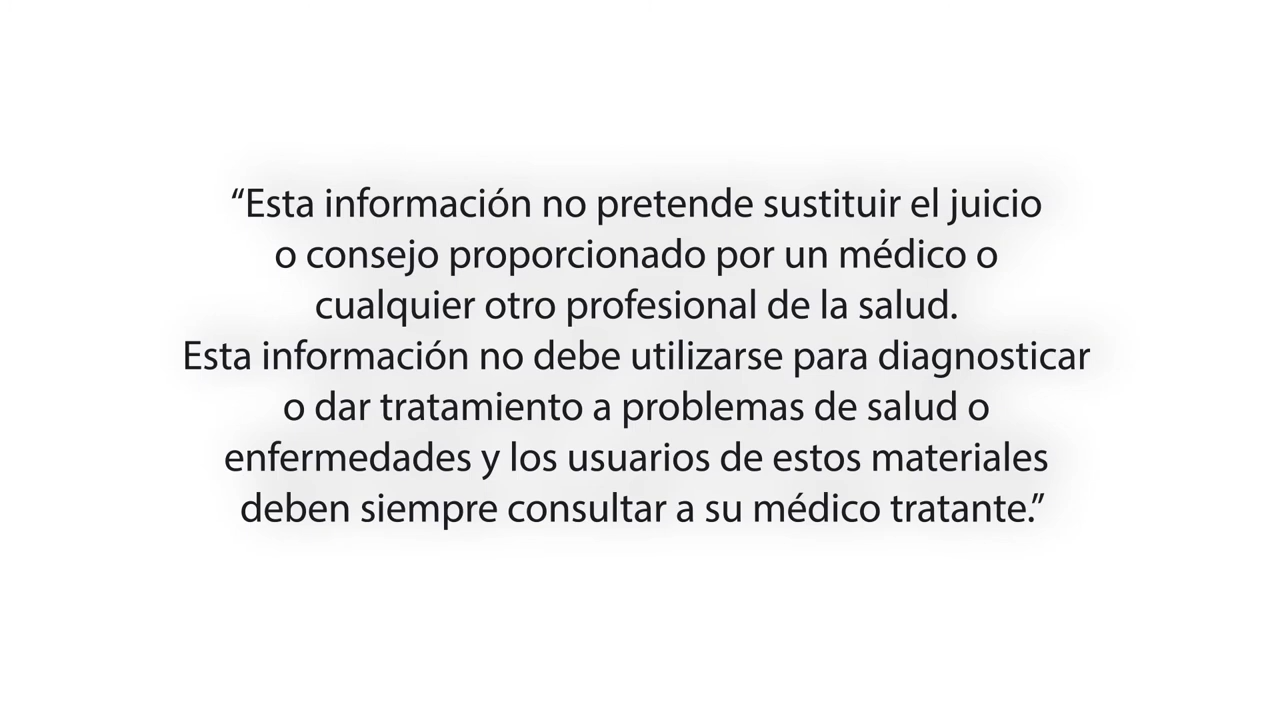 “Esta información no pretende sustituir el juicio
o consejo proporcionado por un médico o
cualquier otro profesional de la salud.
Esta información no debe utilizarse para diagnosticar
o dar tratamiento a problemas de salud o
enfermedades y los usuarios de estos materiales
deben siempre consultar a su médico tratante.”